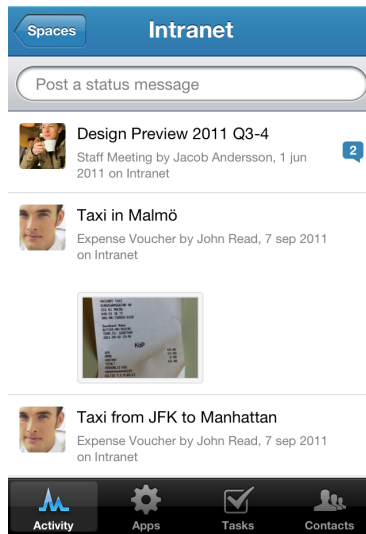 Spaces
Intranet
Post a status message
Design Preview 2011 Q3-4
Staff Meeting by Jacob Andersson, 1 jun
2011 on Intranet
2
Taxi in Malmö
Expense Voucher by John Read, 7 sep 2011
on Intranet
KÖP
Taxi from JFK to Manhattan
Expense Voucher by John Read, 7 sep 2011
on Intranet
Activity
Apps
Tasks
Contacts